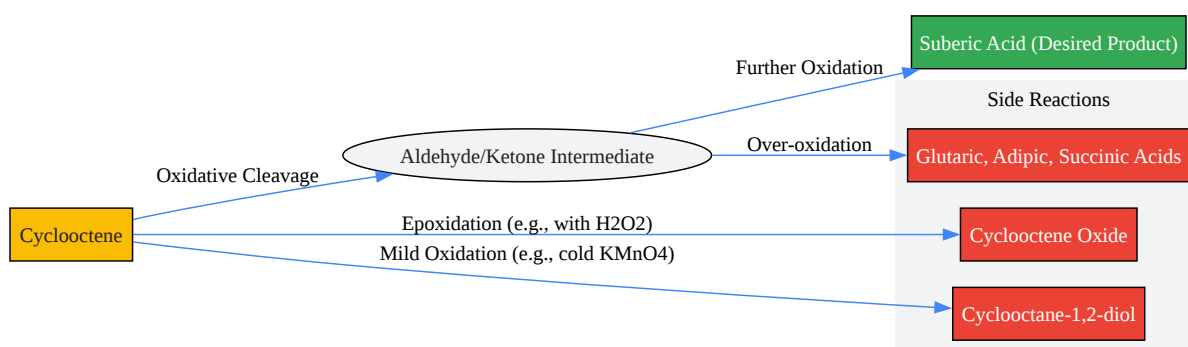 Suberic Acid (Desired Product)
Further Oxidation
Side Reactions
Over-oxidation
Aldehyde/Ketone Intermediate
Glutaric, Adipic, Succinic Acids
Oxidative Cleavage
Epoxidation (e.g., with H2O2)
Cyclooctene
Cyclooctene Oxide
Mild Oxidation (e.g., cold KMnO4)
Cyclooctane-1,2-diol